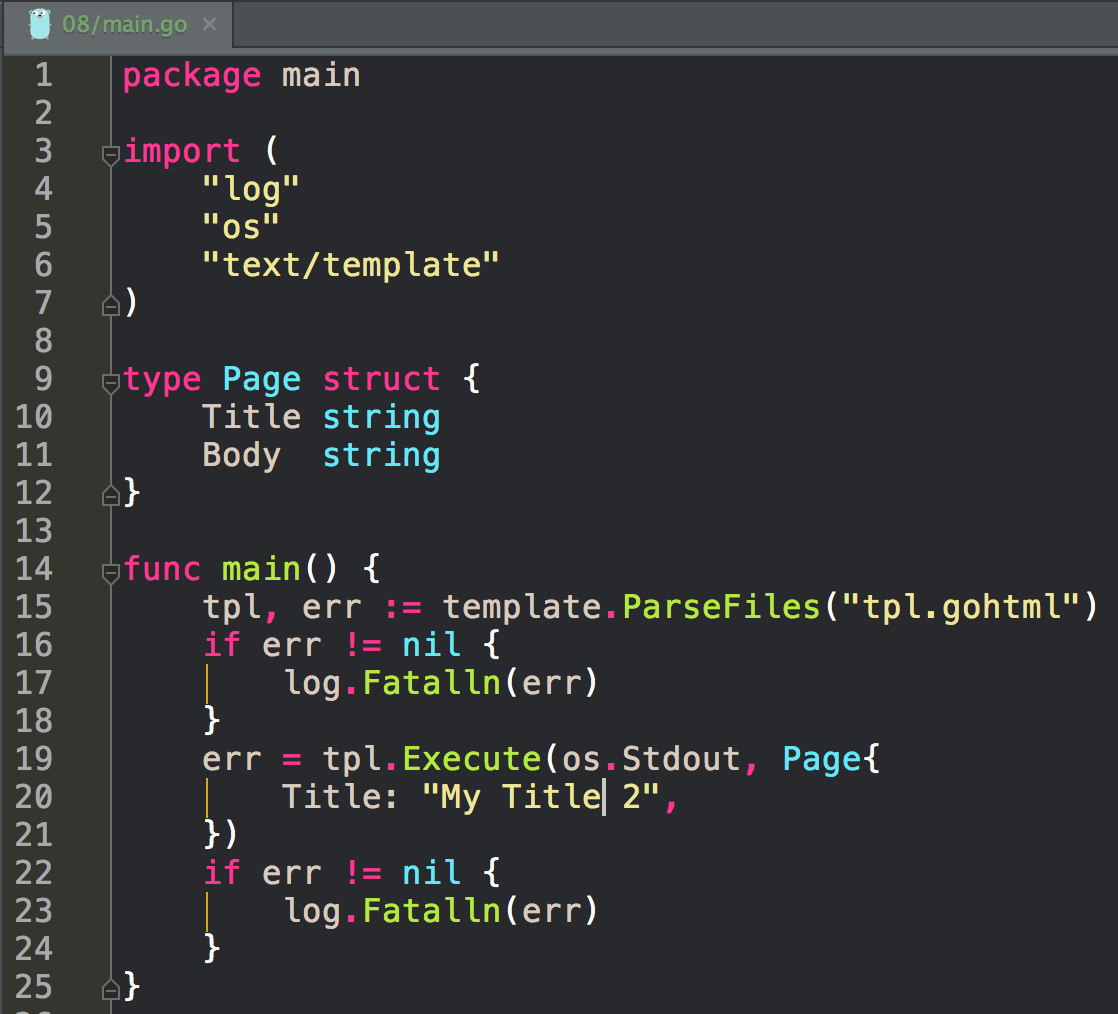 08/main.go ×
1 package main
2
3 import (
4     "log"
5     "os"
6     "text/template"
7 )
8
9 type Page struct {
10     Title string
11     Body  string
12 }
13
14 func main() {
15     tpl, err := template.ParseFiles("tpl.gohtml")
16     if err != nil {
17         log.Fatalln(err)
18     }
19     err = tpl.Execute(os.Stdout, Page{
20         Title: "My Title 2",
21     })
22     if err != nil {
23         log.Fatalln(err)
24     }
25 }